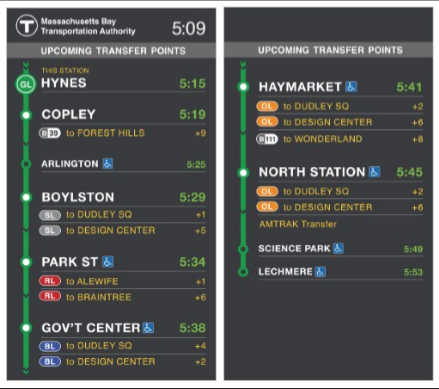 T Massachusetts Bay
Transportation Authority 5:09
UPCOMING TRANSFER POINTS
THIS STATION
GL HYNES 5:15
COPLEY 5:19
B39 to FOREST HILLS +9
ARLINGTON 5:25
BOYLSTON 5:29
SL to DUDLEY SQ +1
SL to DESIGN CENTER +5
PARK ST 5:34
RL to ALEWIFE +1
RL to BRAINTREE +6
GOV'T CENTER 5:38
BL to DUDLEY SQ +4
BL to DESIGN CENTER +2
UPCOMING TRANSFER POINTS
HAYMARKET 5:41
OL to DUDLEY SQ +2
OL to DESIGN CENTER +6
B111 to WONDERLAND +8
NORTH STATION 5:45
OL to DUDLEY SQ +2
OL to DESIGN CENTER +6
AMTRAK Transfer
SCIENCE PARK 5:49
LECHMERE 5:53